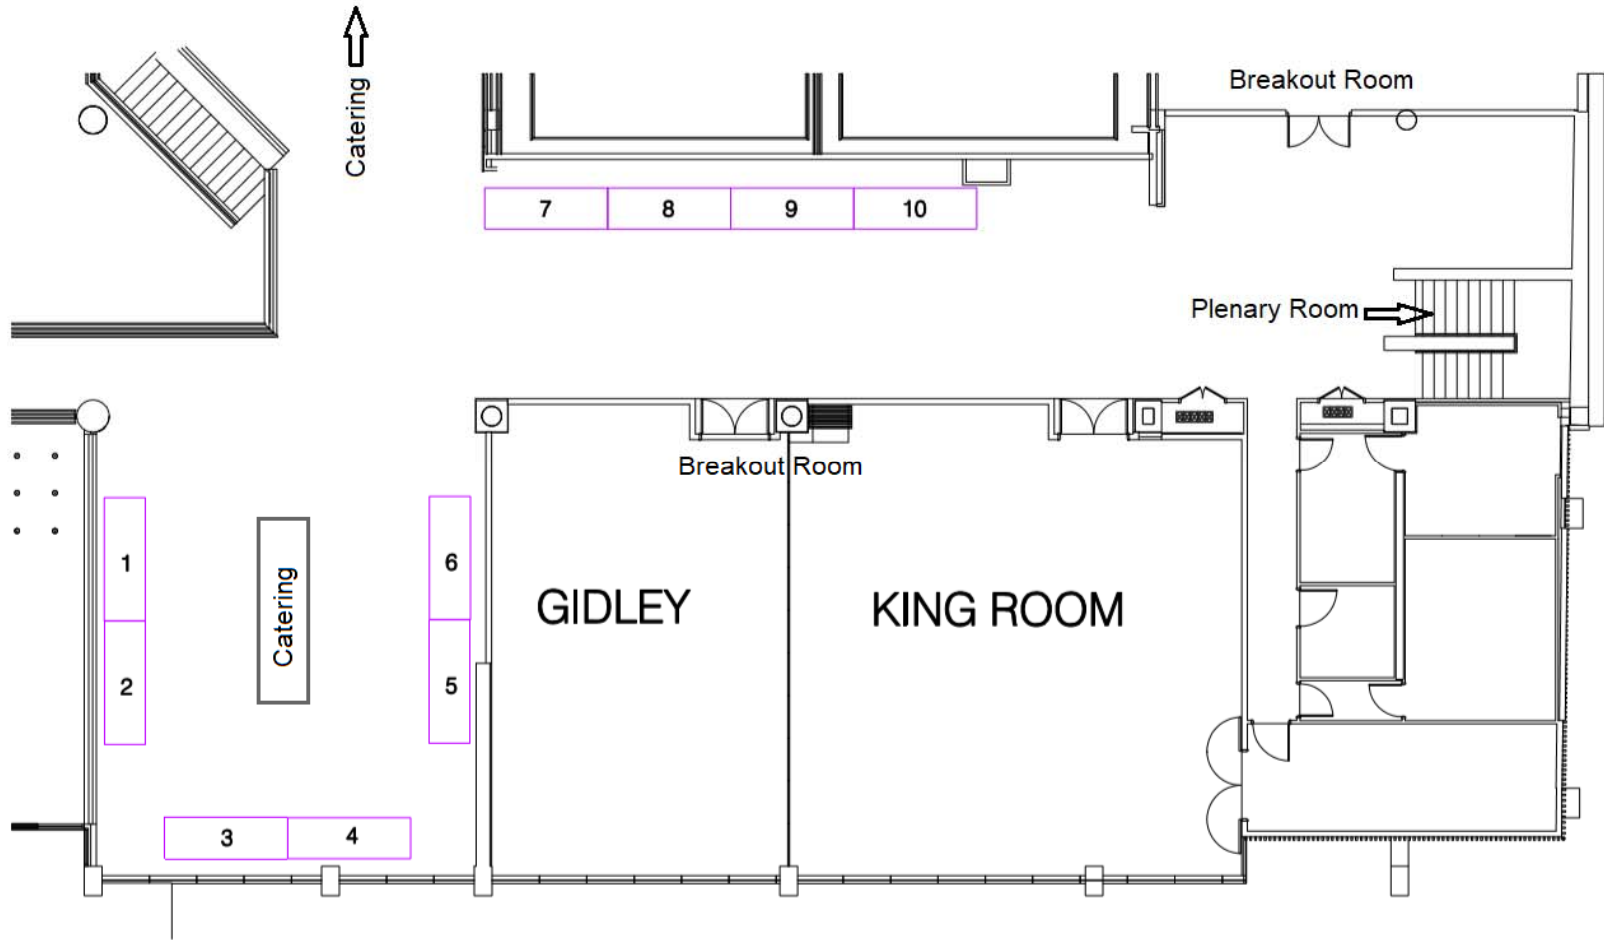 Catering
Breakout Room
7 8 9 10
Plenary Room
Breakout Room
1
6
Catering
GIDLEY
KING ROOM
2
5
3 4